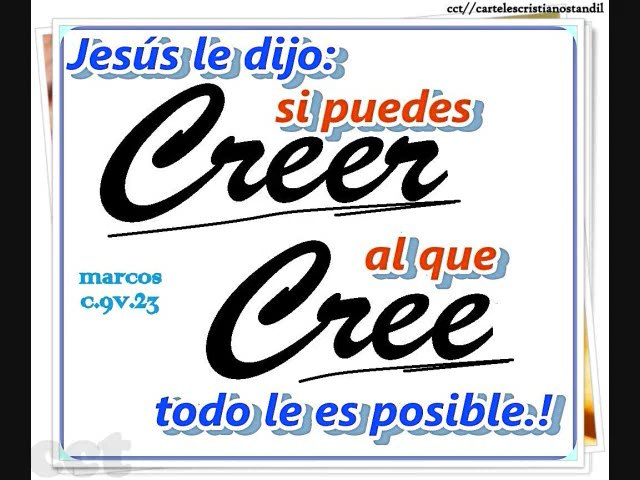 cct//cartelescristianostandil
Jesús le dijo:
si puedes
Creer
al que
marcos
c.9v.23
Cree
todo le es posible.!
cct